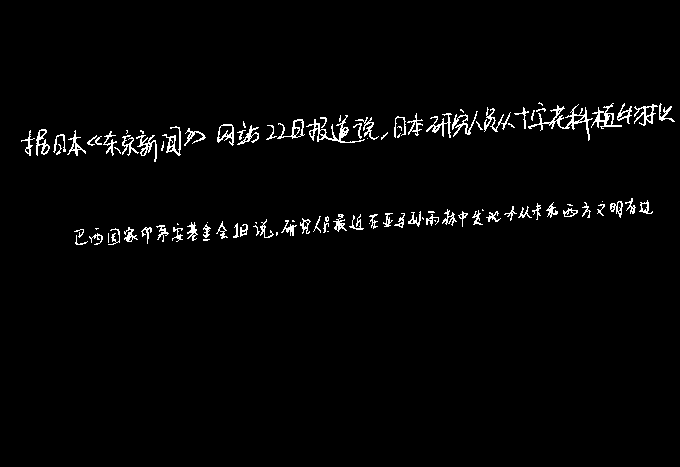 据日本《东京新闻》网站22日报道说,日本研究人员从十字花科植物拟
巴西国家印第安基金会1日说,研究人员最近在亚马孙雨林中发现个从未和西方文明有过